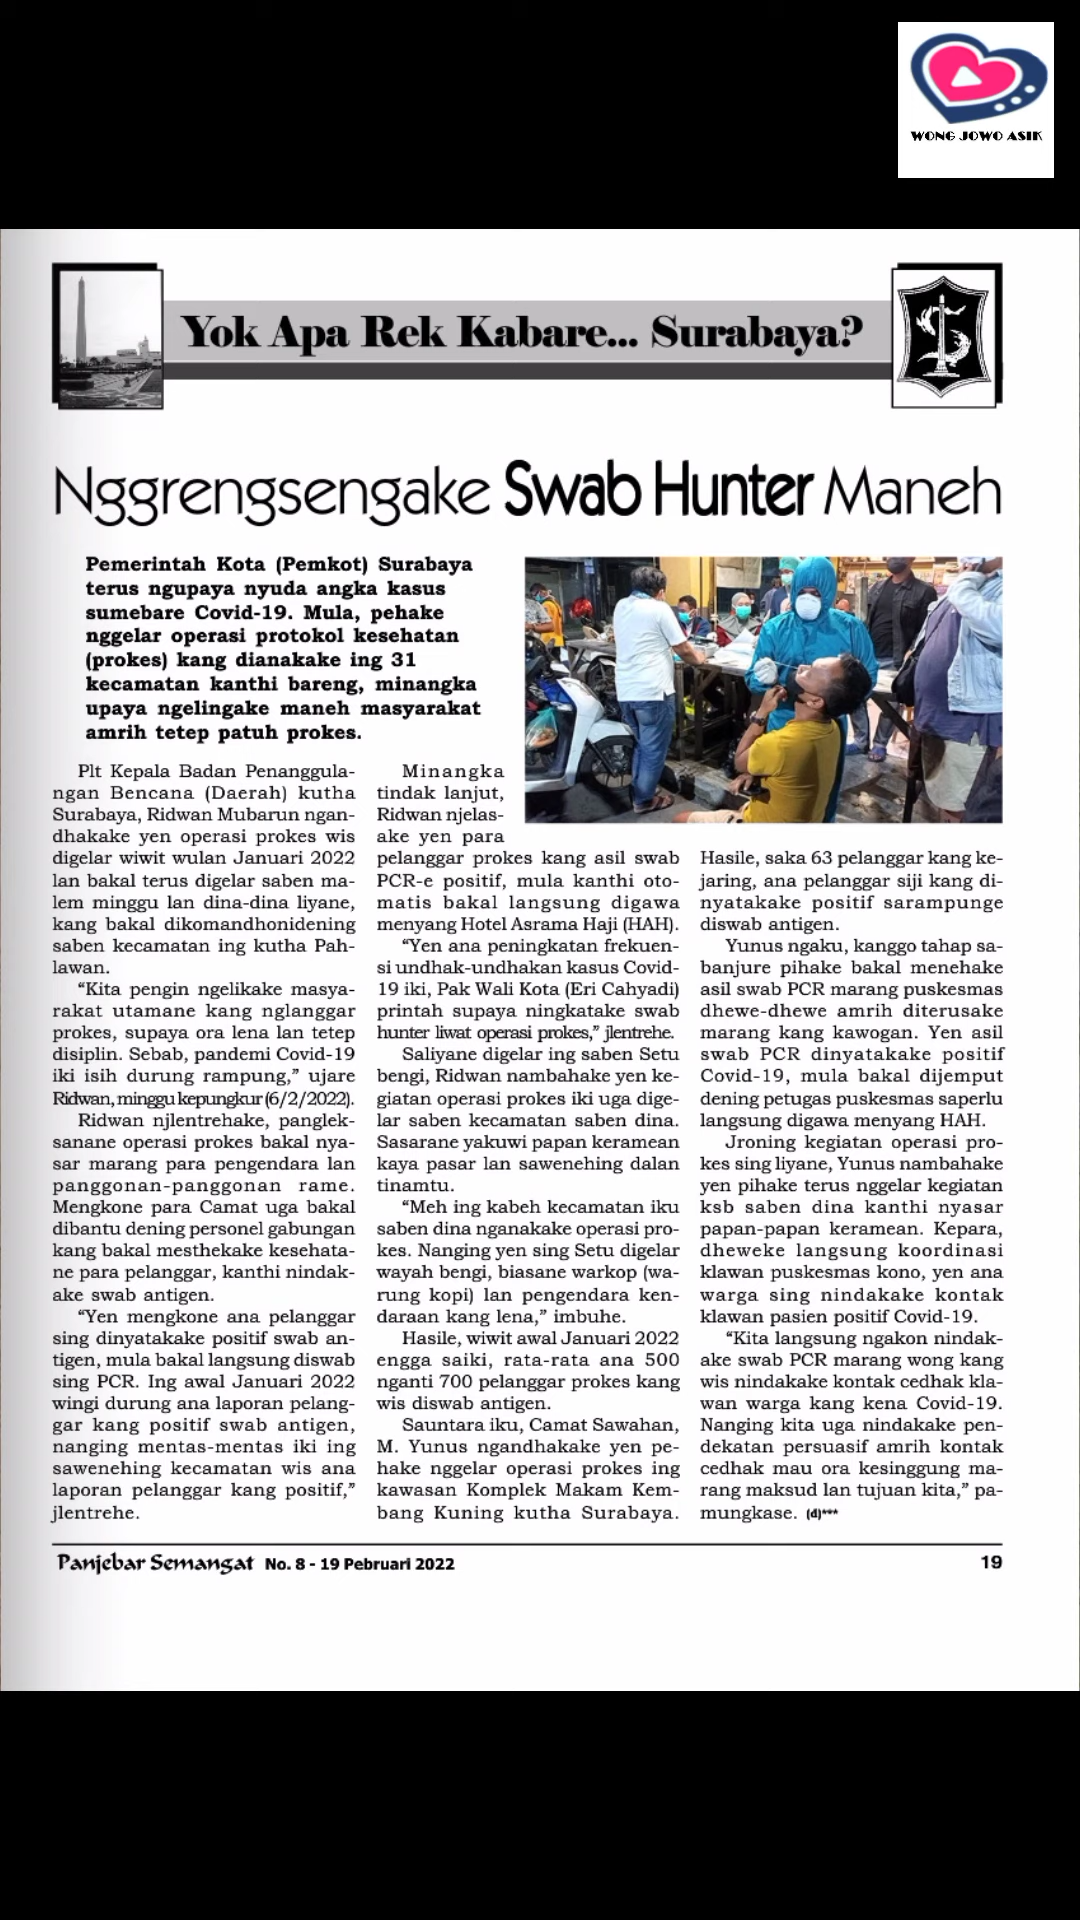 WONG JOWO ASIK
Yok Apa Rek Kabare... Surabaya?
Nggrengsengake Swab Hunter Maneh
Pemerintah Kota (Pemkot) Surabaya
terus ngupaya nyuda angka kasus
sumebare Covid-19. Mula, pehake
nggelar operasi protokol kesehatan
(prokes) kang dianakake ing 31
kecamatan kanthi bareng, minangka
upaya ngelingake maneh masyarakat
amrih tetep patuh prokes.
Plt Kepala Badan Penanggula-
ngan Bencana (Daerah) kutha
Surabaya, Ridwan Mubarun ngan-
dhakake yen operasi prokes wis
digelar wiwit wulan Januari 2022
lan bakal terus digelar saben ma-
lem minggu lan dina-dina liyane,
kang bakal dikomandhonidening
saben kecamatan ing kutha Pah-
lawan.
“Kita pengin ngelikake masya-
rakat utamane kang nglanggar
prokes, supaya ora lena lan tetep
disiplin. Sebab, pandemi Covid-19
iki isih durung rampung,” ujare
Ridwan, minggu kepungkur (6/2/2022).
Ridwan njlentrehake, panglek-
sanane operasi prokes bakal nya-
sar marang para pengendara lan
panggonan-panggonan rame.
Mengkone para Camat uga bakal
dibantu dening personel gabungan
kang bakal mesthekake kesehata-
ne para pelanggar, kanthi nindak-
ake swab antigen.
“Yen mengkone ana pelanggar
sing dinyatakake positif swab an-
tigen, mula bakal langsung diswab
sing PCR. Ing awal Januari 2022
wingi durung ana laporan pelang-
gar kang positif swab antigen,
nanging mentas-mentas iki ing
sawenehing kecamatan wis ana
laporan pelanggar kang positif,”
jlentrehe.
Minangka
tindak lanjut,
Ridwan njelas-
ake yen para
pelanggar prokes kang asil swab
PCR-e positif, mula kanthi oto-
matis bakal langsung digawa
menyang Hotel Asrama Haji (HAH).
“Yen ana peningkatan frekuen-
si undhak-undhakan kasus Covid-
19 iki, Pak Wali Kota (Eri Cahyadi)
printah supaya ningkatake swab
hunter liwat operasi prokes,” jlentrehe.
Saliyane digelar ing saben Setu
bengi, Ridwan nambahake yen ke-
giatan operasi prokes iki uga dige-
lar saben kecamatan saben dina.
Sasarane yakuwi papan keramean
kaya pasar lan sawenehing dalan
tinamtu.
“Meh ing kabeh kecamatan iku
saben dina nganakake operasi pro-
kes. Nanging yen sing Setu digelar
wayah bengi, biasane warkop (wa-
rung kopi) lan pengendara ken-
daraan kang lena,” imbuhe.
Hasile, wiwit awal Januari 2022
engga saiki, rata-rata ana 500
nganti 700 pelanggar prokes kang
wis diswab antigen.
Sauntara iku, Camat Sawahan,
M. Yunus ngandhakake yen pe-
hake nggelar operasi prokes ing
kawasan Komplek Makam Kem-
bang Kuning kutha Surabaya.
Hasile, saka 63 pelanggar kang ke-
jaring, ana pelanggar siji kang di-
nyatakake positif sarampunge
diswab antigen.
Yunus ngaku, kanggo tahap sa-
banjure pihake bakal menehake
asil swab PCR marang puskesmas
dhewe-dhewe amrih diterusake
marang kang kawogan. Yen asil
swab PCR dinyatakake positif
Covid-19, mula bakal dijemput
dening petugas puskesmas saperlu
langsung digawa menyang HAH.
Jroning kegiatan operasi pro-
kes sing liyane, Yunus nambahake
yen pihake terus nggelar kegiatan
ksb saben dina kanthi nyasar
papan-papan keramean. Kepara,
dheweke langsung koordinasi
klawan puskesmas kono, yen ana
warga sing nindakake kontak
klawan pasien positif Covid-19.
“Kita langsung ngakon nindak-
ake swab PCR marang wong kang
wis nindakake kontak cedhak kla-
wan warga kang kena Covid-19.
Nanging kita uga nindakake pen-
dekatan persuasif amrih kontak
cedhak mau ora kesinggung ma-
rang maksud lan tujuan kita,” pa-
mungkase. (d)***
Panjebar Semangat No. 8 - 19 Pebruari 2022
19